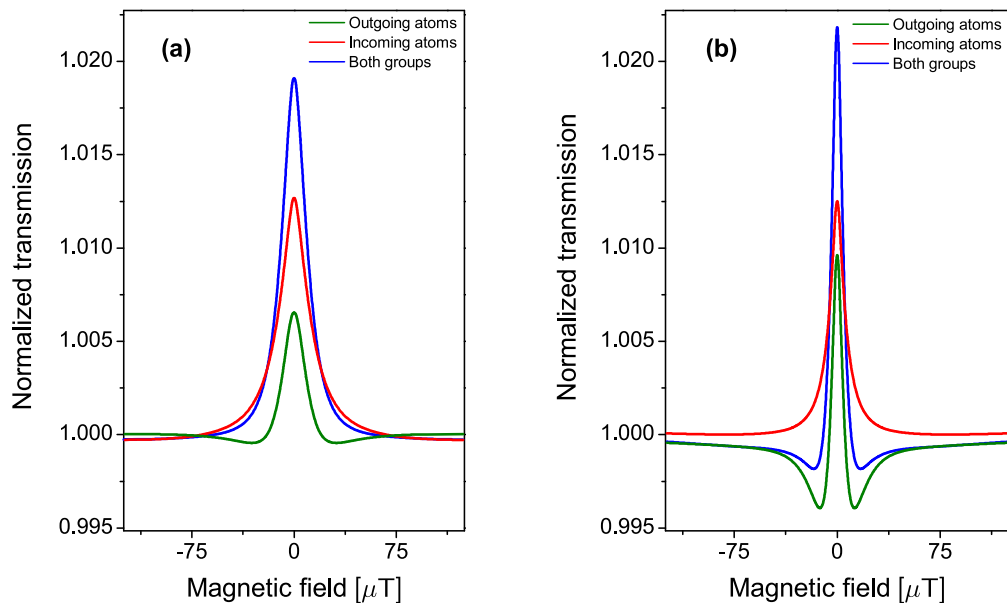 (a)
Outgoing atoms
Incoming atoms
Both groups
Normalized transmission
1.020
1.015
1.010
1.005
1.000
0.995
-75 0 75
Magnetic field [μT]
(b)
Outgoing atoms
Incoming atoms
Both groups
Normalized transmission
1.020
1.015
1.010
1.005
1.000
0.995
-75 0 75
Magnetic field [μT]